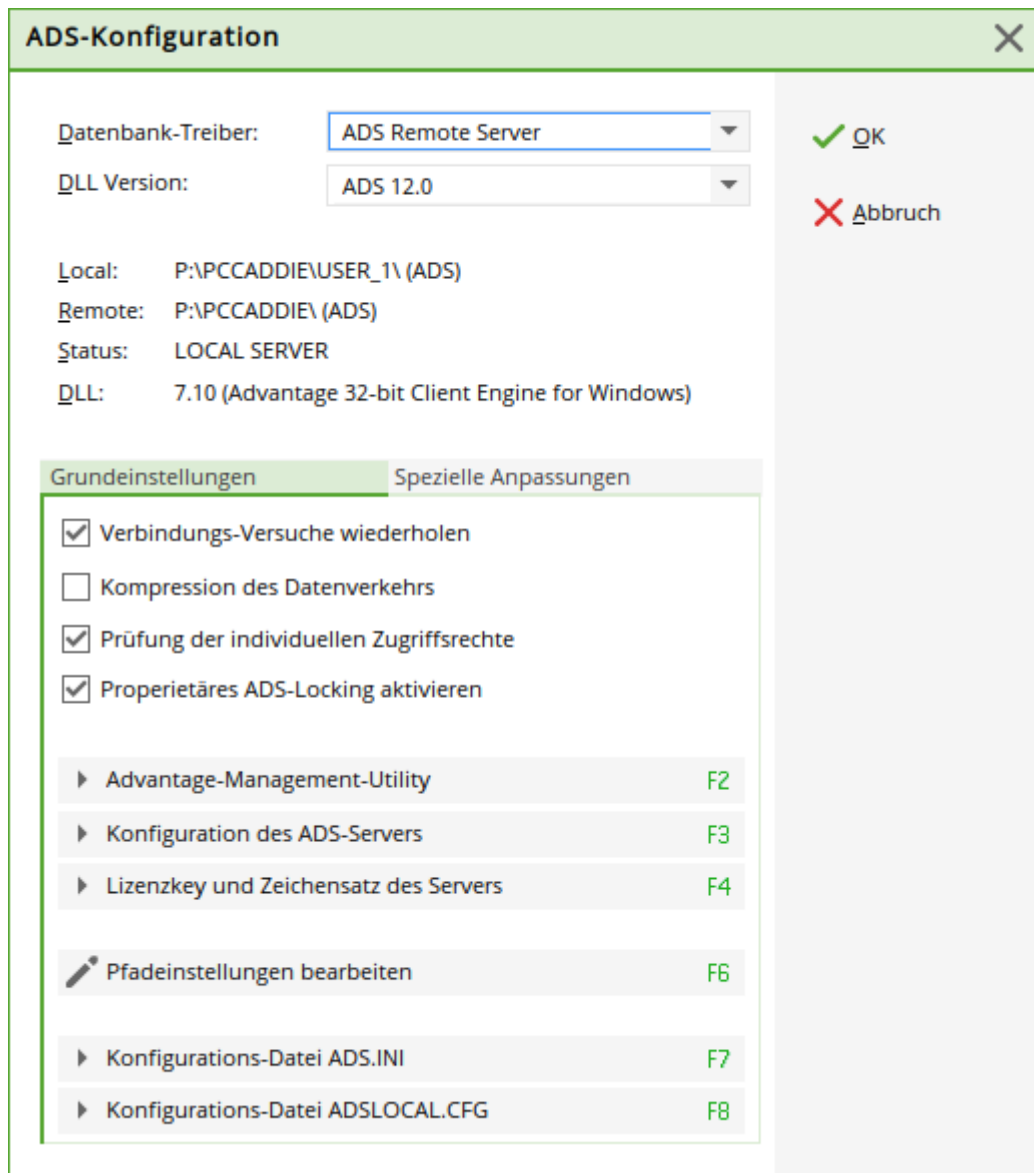 ADS-Konfiguration
Datenbank-Treiber: ADS Remote Server
OK
DLL Version: ADS 12.0
Abbruch
Local: P:\PCCADDIE\USER_1\ (ADS)
Remote: P:\PCCADDIE\ (ADS)
Status: LOCAL SERVER
DLL: 7.10 (Advantage 32-bit Client Engine for Windows)
Grundeinstellungen Spezielle Anpassungen
Verbindungs-Versuche wiederholen
Kompression des Datenverkehrs
Prüfung der individuellen Zugriffsrechte
Properietäres ADS-Locking aktivieren
Advantage-Management-Utility F2
Konfiguration des ADS-Servers F3
Lizenzkey und Zeichensatz des Servers F4
Pfadeinstellungen bearbeiten F6
Konfigurations-Datei ADS.INI F7
Konfigurations-Datei ADSLOCAL.CFG F8